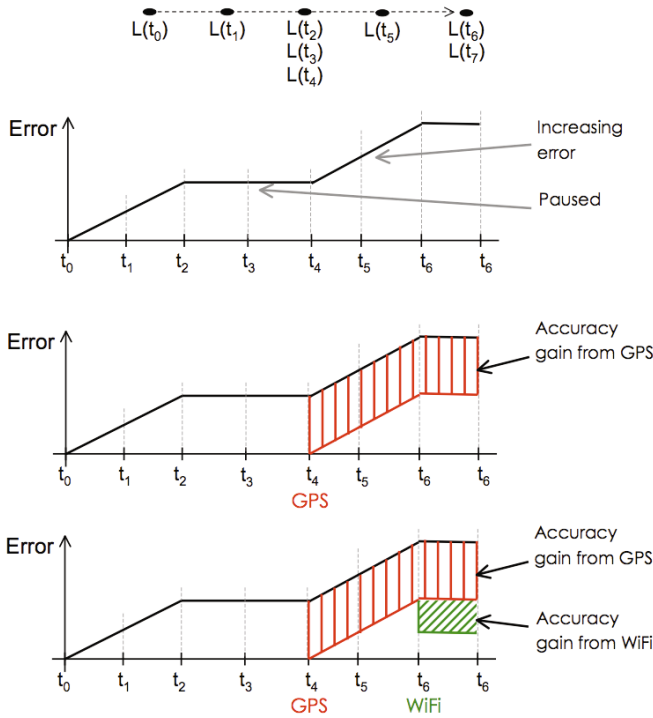 L(t₀) L(t₁) L(t₂) L(t₅) L(t₆)
L(t₃) L(t₇)
L(t₄)
Error
Increasing
error
Paused
t₀ t₁ t₂ t₃ t₄ t₅ t₆ t₆
Error
Accuracy
gain from GPS
t₀ t₁ t₂ t₃ t₄ t₅ t₆ t₆
GPS
Error
Accuracy
gain from GPS
Accuracy
gain from WiFi
t₀ t₁ t₂ t₃ t₄ t₅ t₆ t₆
GPS WiFi